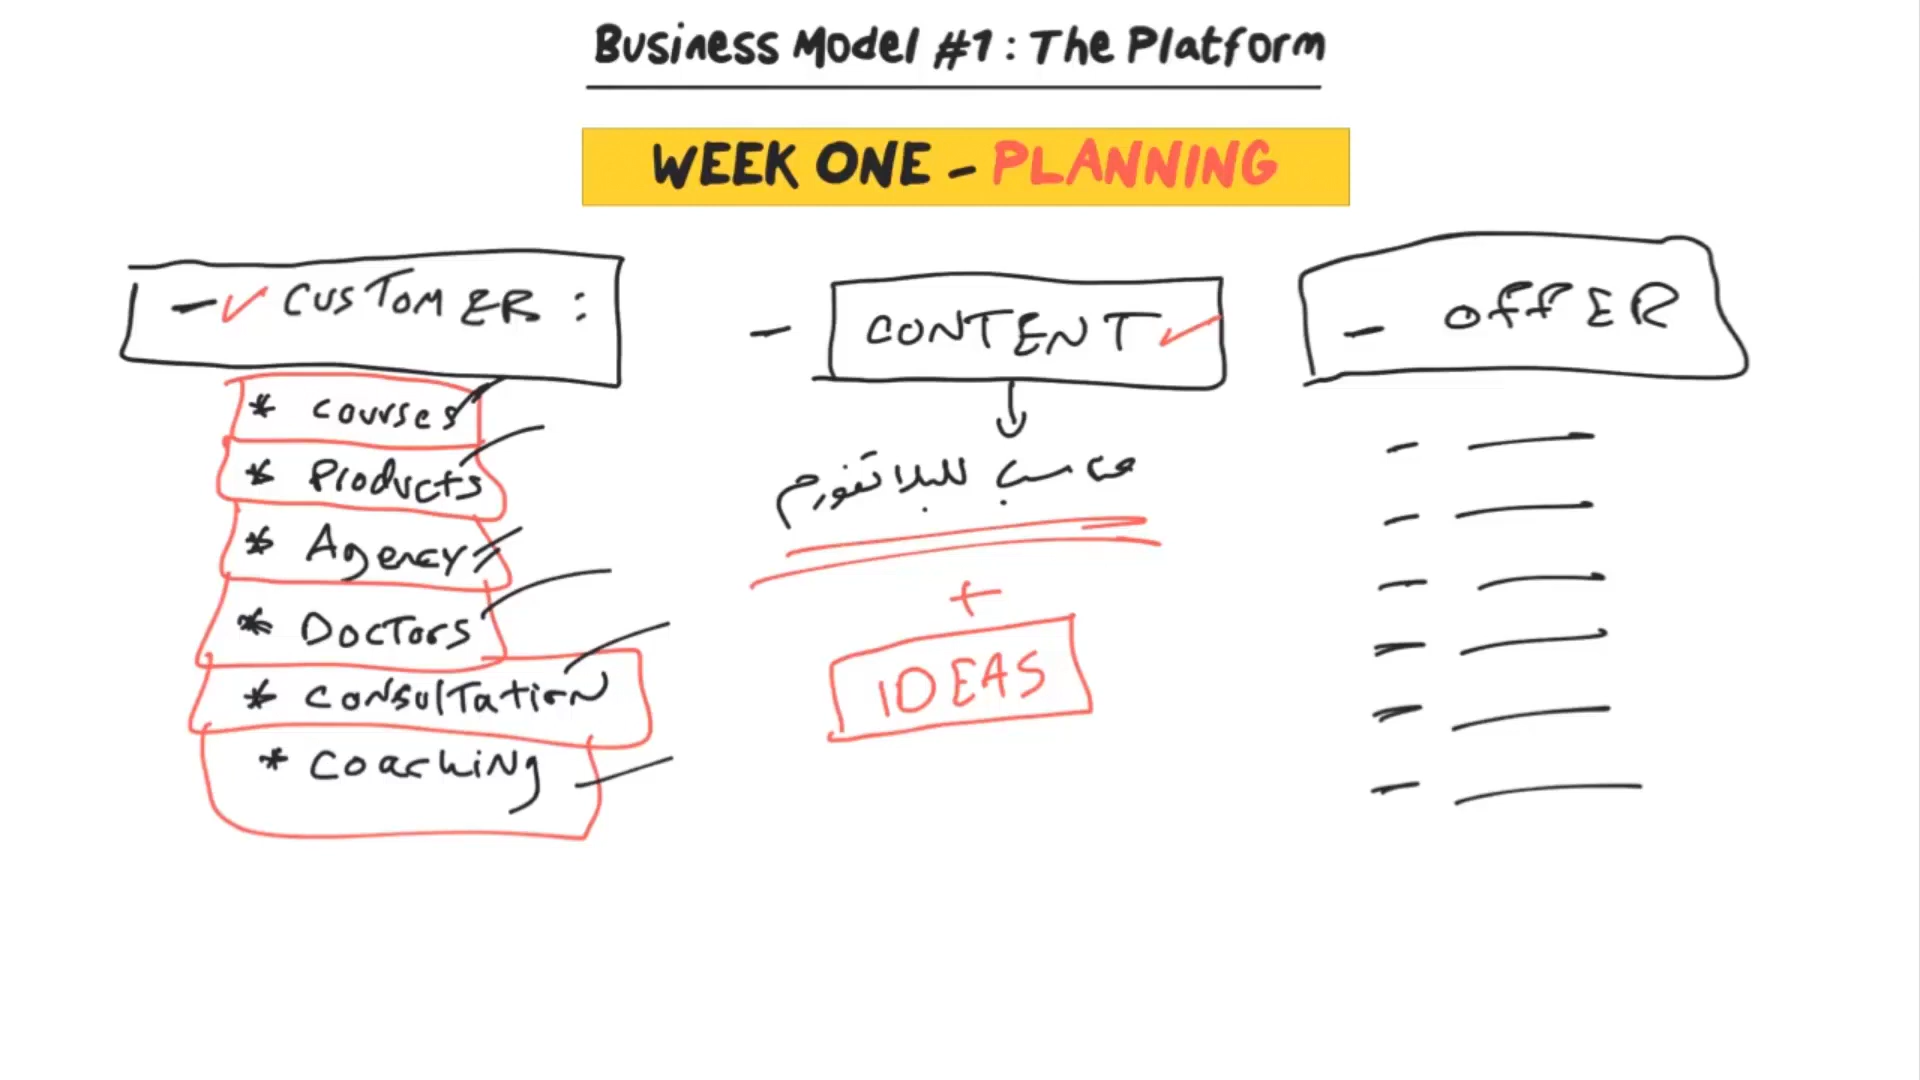 Business Model #1: The Platform
WEEK ONE - PLANNING
- ✓ CUSTOMER :
* Courses
* Products
* Agency
* Doctors
* Consultation
* Coaching
- CONTENT ✓
مناسب للبلاتفورم
+
IDEAS
- OFFER